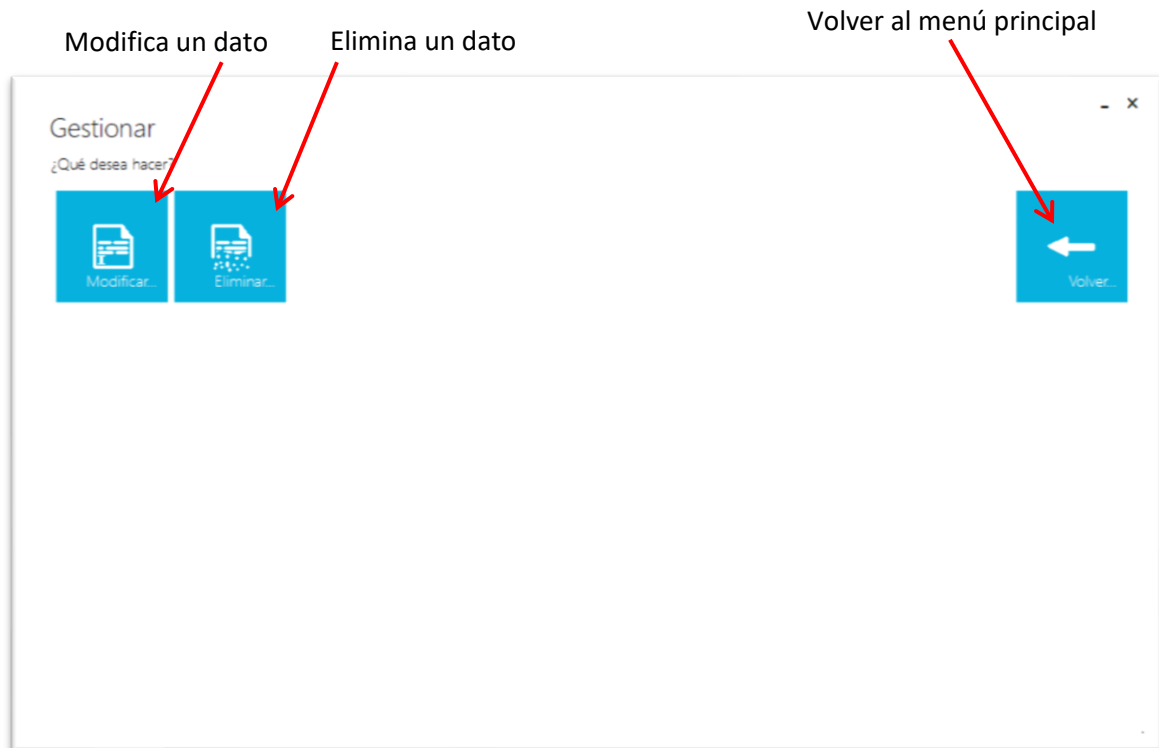 Volver al menú principal
Modifica un dato
Elimina un dato
Gestionar
¿Qué desea hacer?
Modificar...
Eliminar...
Volver...